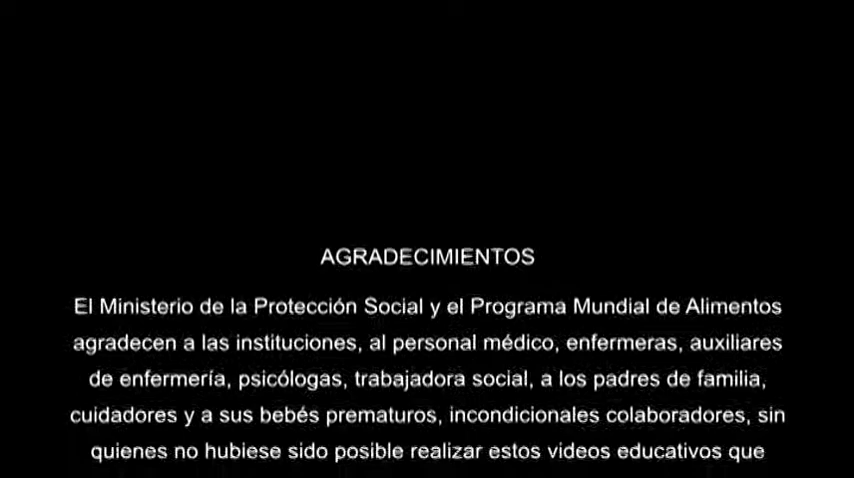 AGRADECIMIENTOS
El Ministerio de la Protección Social y el Programa Mundial de Alimentos
agradecen a las instituciones, al personal médico, enfermeras, auxiliares
de enfermería, psicólogas, trabajadora social, a los padres de familia,
cuidadores y a sus bebés prematuros, incondicionales colaboradores, sin
quienes no hubiese sido posible realizar estos videos educativos que